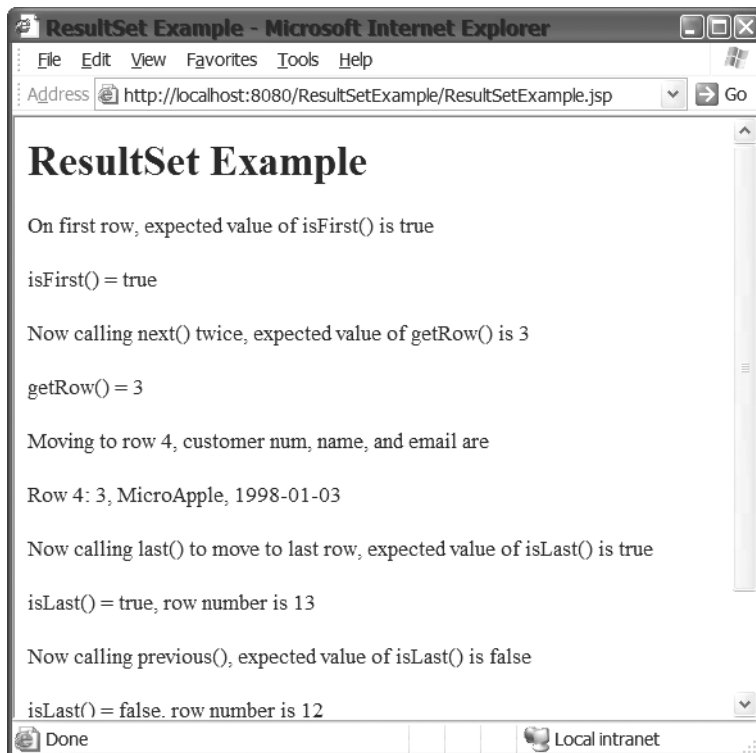 ResultSet Example - Microsoft Internet Explorer
File Edit View Favorites Tools Help
Address http://localhost:8080/ResultSetExample/ResultSetExample.jsp Go
ResultSet Example
On first row, expected value of isFirst() is true
isFirst() = true
Now calling next() twice, expected value of getRow() is 3
getRow() = 3
Moving to row 4, customer num, name, and email are
Row 4: 3, MicroApple, 1998-01-03
Now calling last() to move to last row, expected value of isLast() is true
isLast() = true, row number is 13
Now calling previous(), expected value of isLast() is false
isLast() = false, row number is 12
Done Local intranet